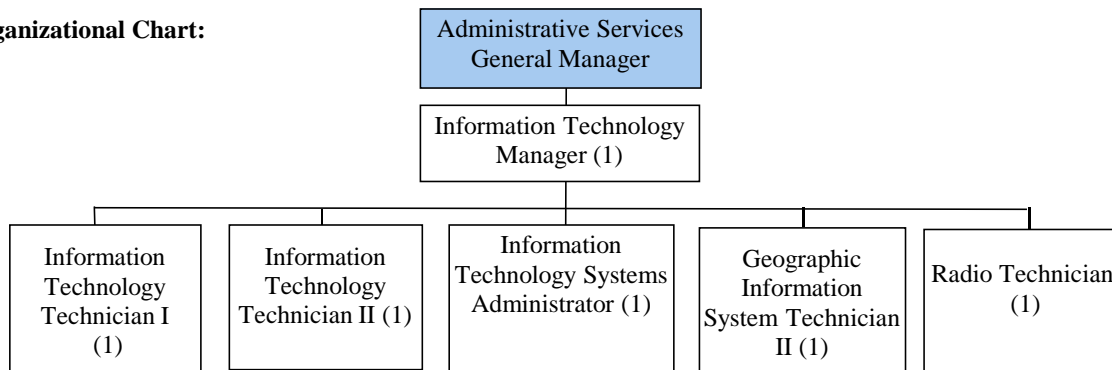 ganizational Chart:
Administrative Services
General Manager
Information Technology
Manager (1)
Information
Technology
Technician I
(1)
Information
Technology
Technician II (1)
Information
Technology Systems
Administrator (1)
Geographic
Information
System Technician
II (1)
Radio Technician
(1)